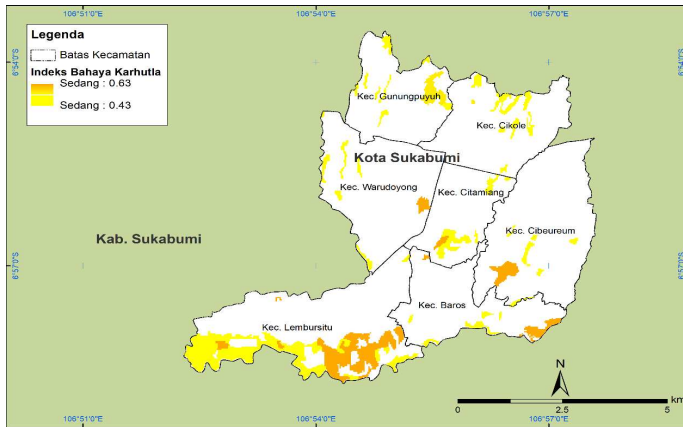 106°51'0"E 106°54'0"E 106°57'0"E
Legenda
Batas Kecamatan
Indeks Bahaya Karhutla
Sedang : 0.63
Sedang : 0.43
6°54'0"S
6°54'0"S
Kec. Gunungpuyuh
Kec. Cikole
Kota Sukabumi
Kec. Warudoyong
Kec. Citamiang
Kec. Cibeureum
Kab. Sukabumi
6°57'0"S
6°57'0"S
Kec. Baros
Kec. Lembursitu
N
km
0 2.5 5
106°51'0"E 106°54'0"E 106°57'0"E